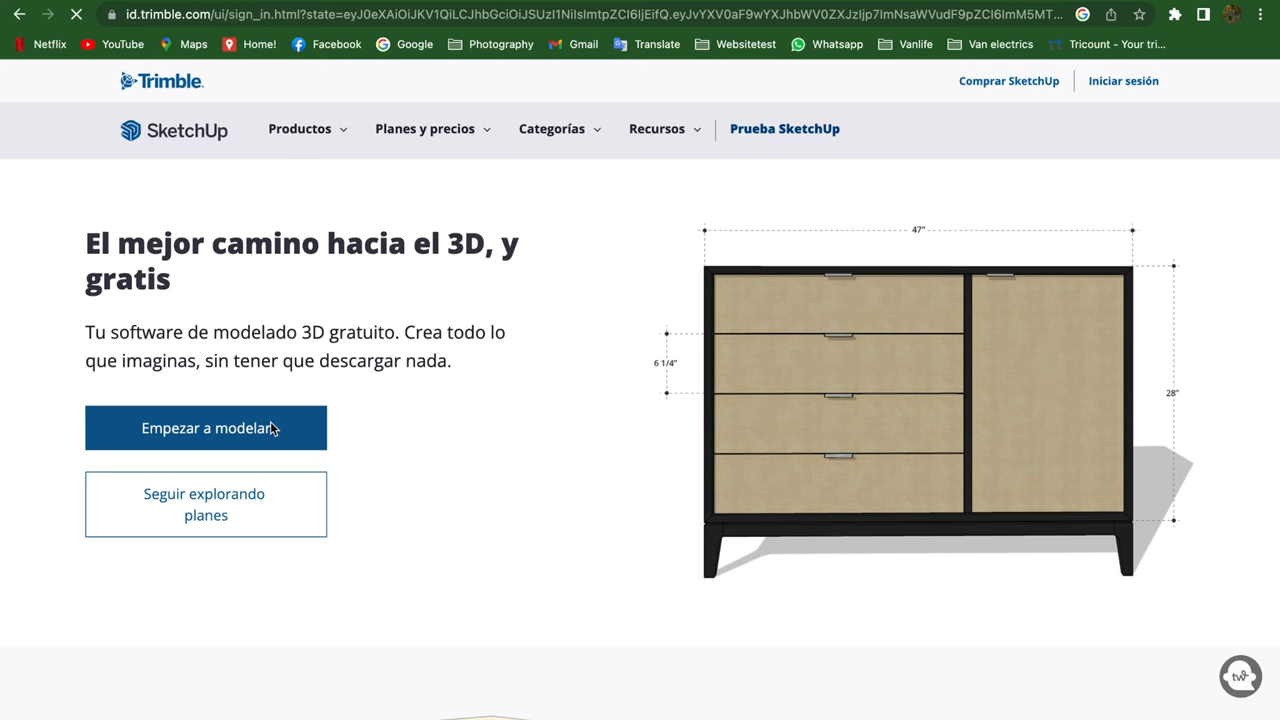 id.trimble.com/ui/sign_in.html?state=eyJ0eXAiOiJKV1QiLCJhbGciOiJSUzI1NiIsImtpZCI6IjEifQ.eyJvYXV0aF9wYXJhbWV0ZXJzIjp7ImNsaWVudF9pZCI6ImM5MT...
Netflix YouTube Maps Home! Facebook Google Photography Gmail Translate Websitetest Whatsapp Vanlife Van electrics Tricount - Your tri...
Trimble Comprar SketchUp Iniciar sesión
SketchUp Productos Planes y precios Categorías Recursos Prueba SketchUp
El mejor camino hacia el 3D, y
gratis
Tu software de modelado 3D gratuito. Crea todo lo
que imaginas, sin tener que descargar nada.
Empezar a modelar
Seguir explorando
planes
47"
6 1/4"
28"